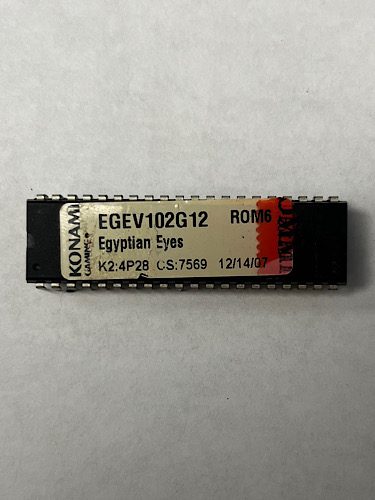 KONAMI
GAMING
EGEV102G12 ROM6
Egyptian Eyes
K2:4P28 CS:7569 12/14/07